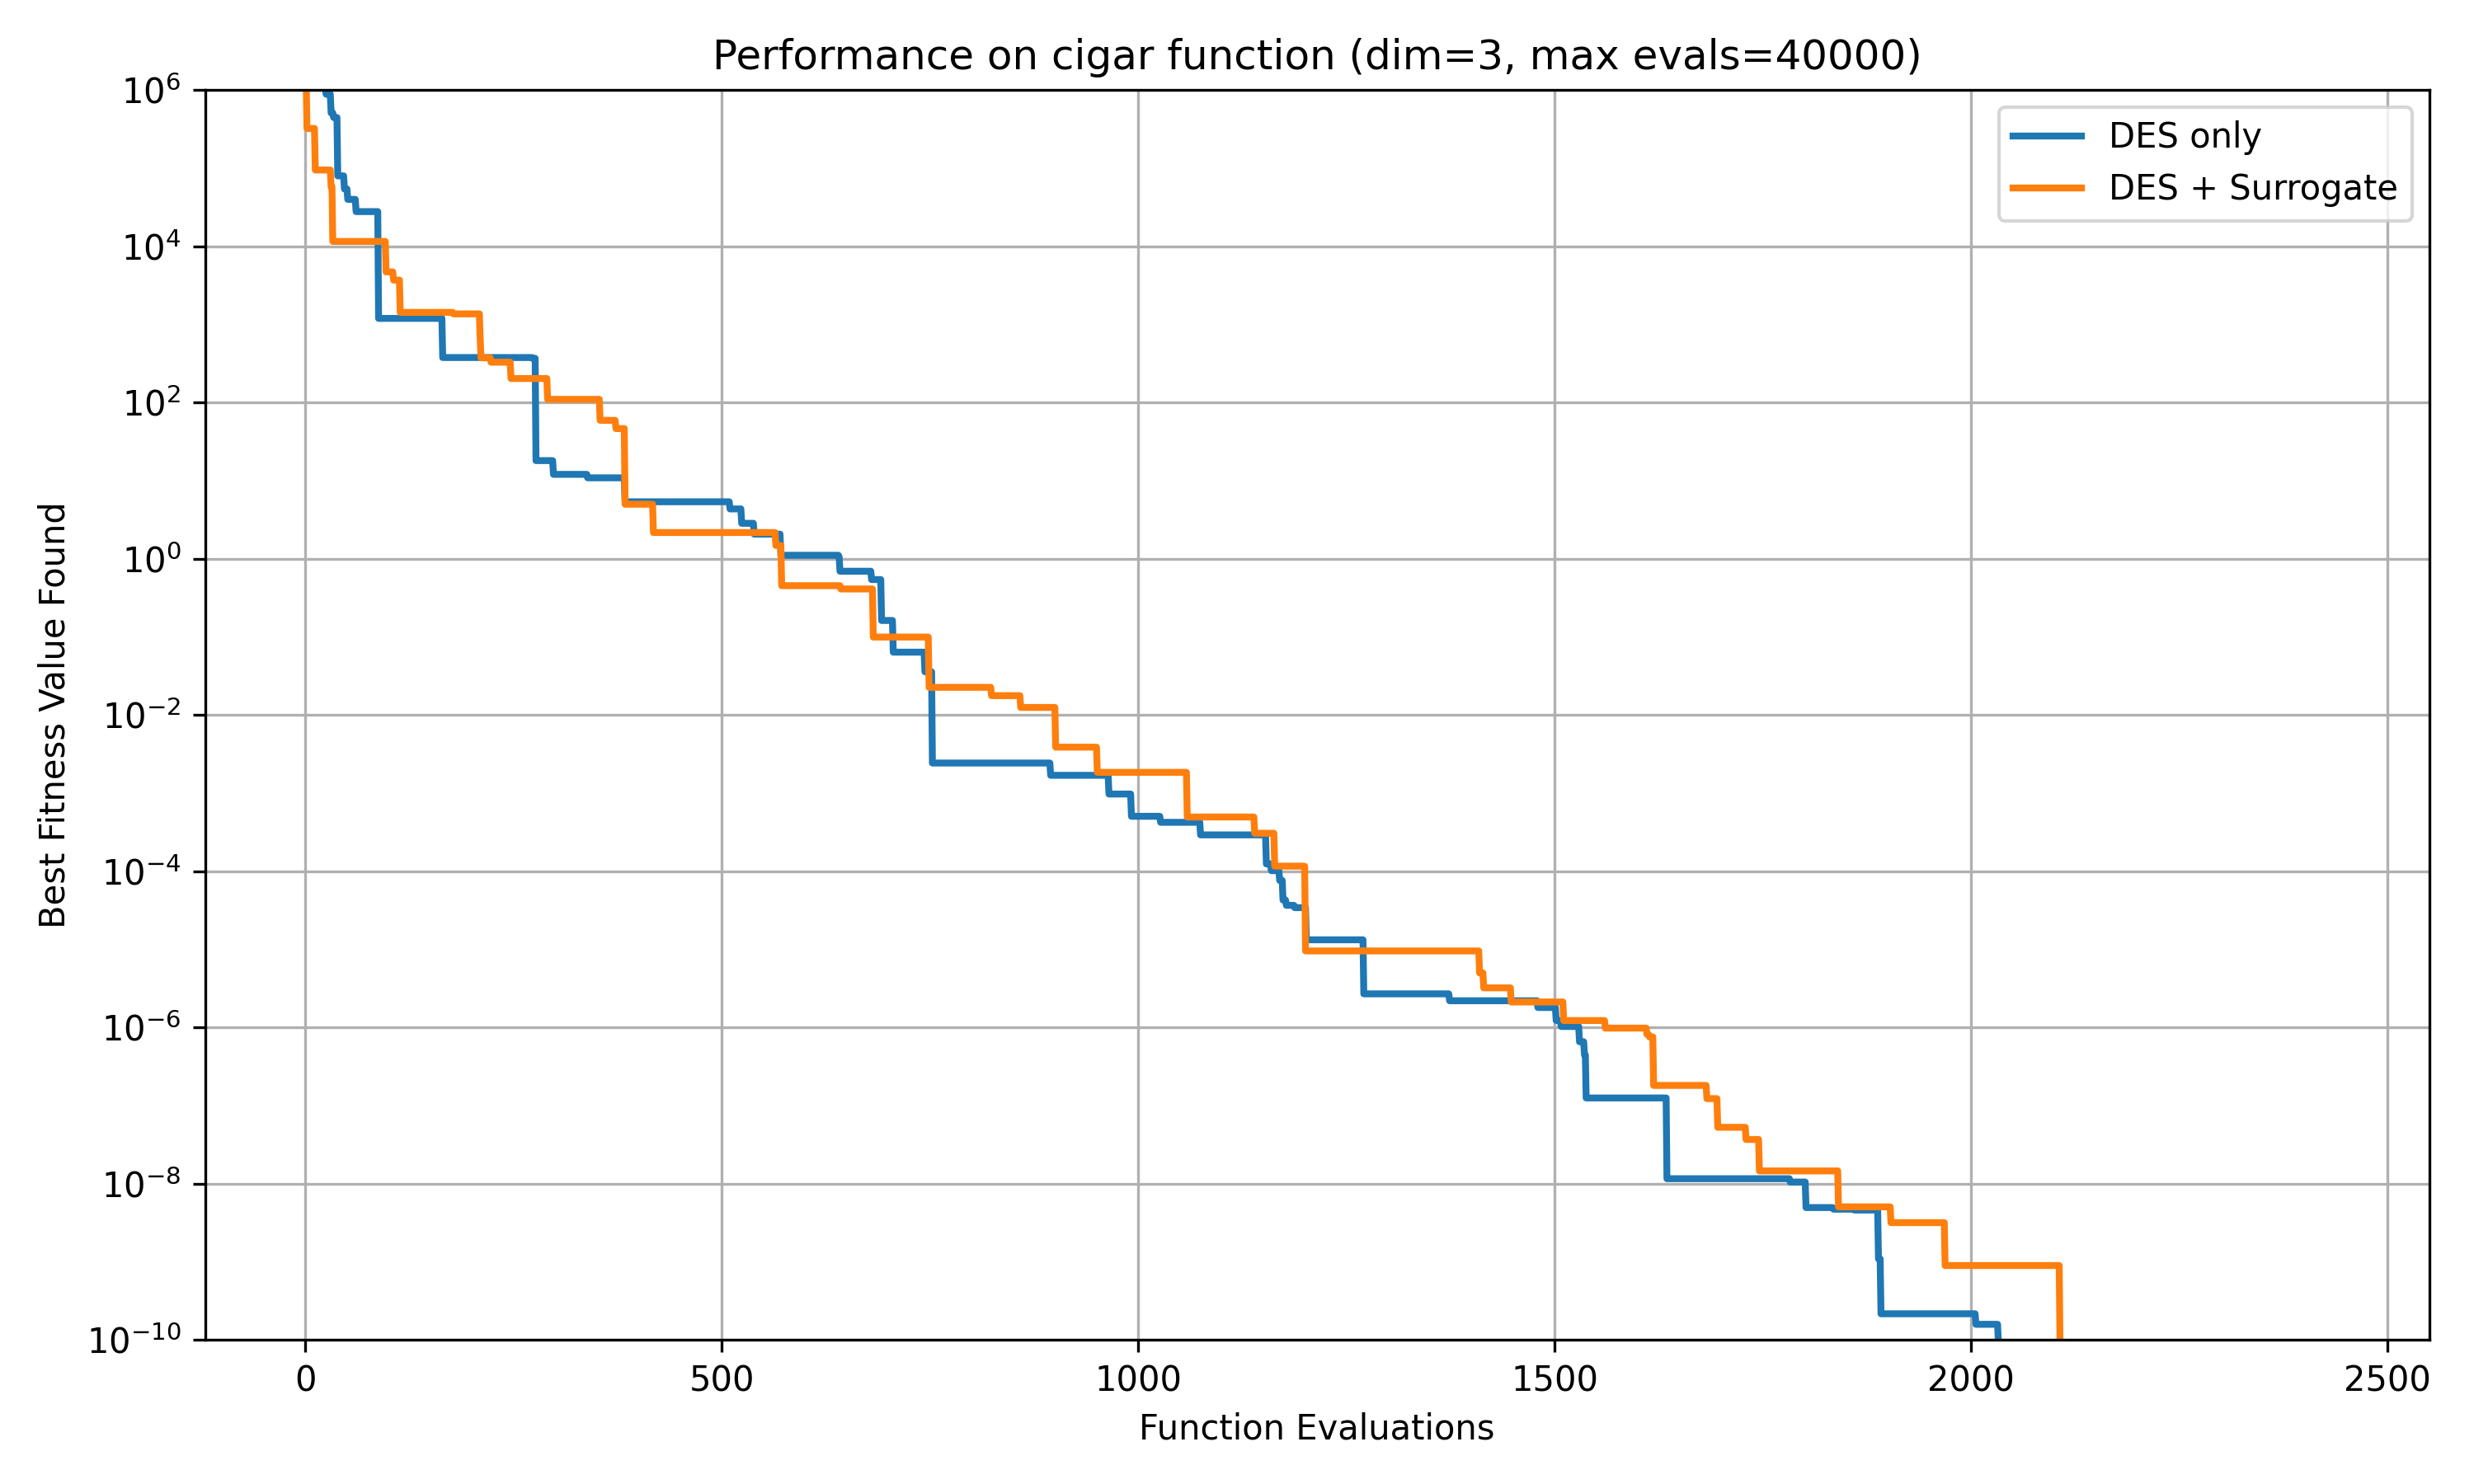 Performance on cigar function (dim=3, max evals=40000)
DES only
DES + Surrogate
Best Fitness Value Found
10⁶
10⁴
10²
10⁰
10⁻²
10⁻⁴
10⁻⁶
10⁻⁸
10⁻¹⁰
0 500 1000 1500 2000 2500
Function Evaluations